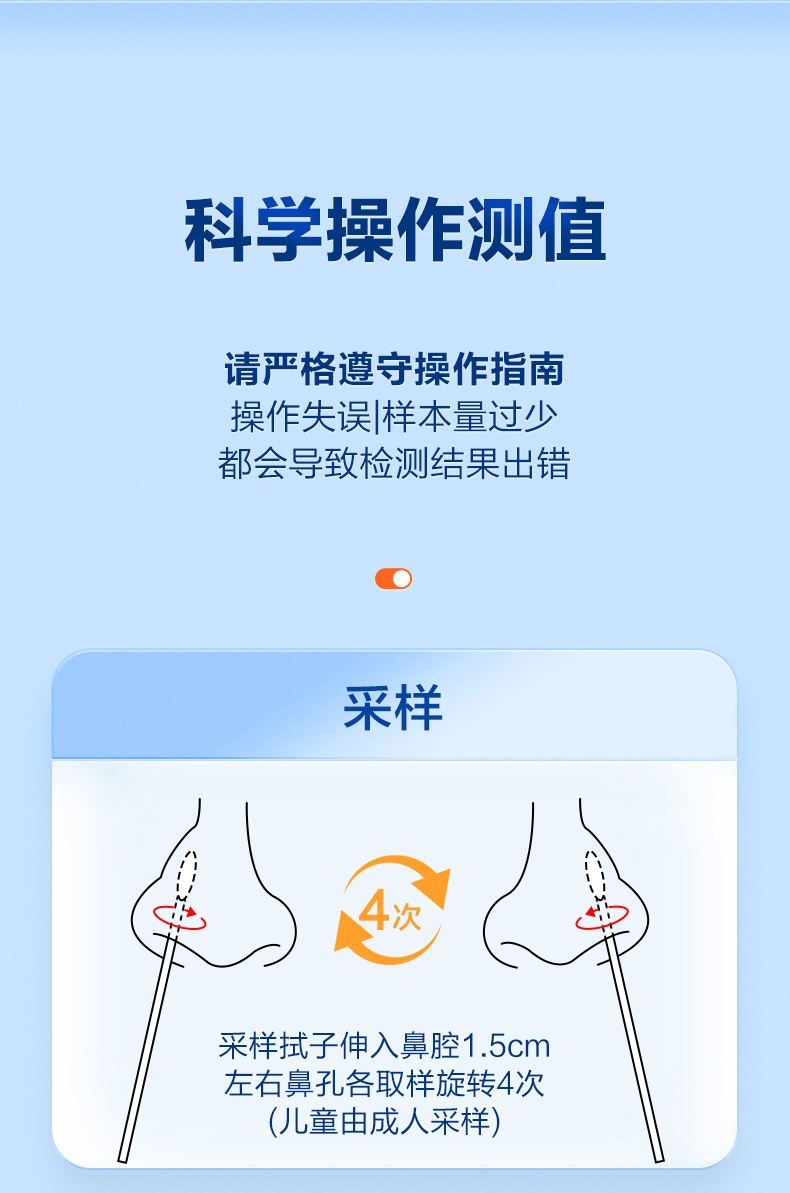 科学操作测值
请严格遵守操作指南
操作失误|样本量过少
都会导致检测结果出错
采样
4次
采样拭子伸入鼻腔1.5cm
左右鼻孔各取样旋转4次
(儿童由成人采样)